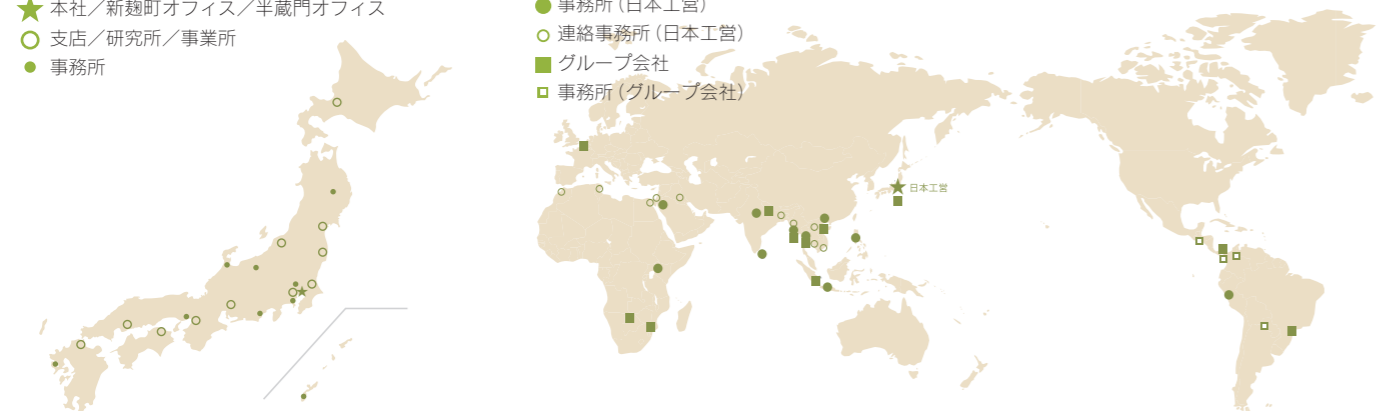 本社／新麹町オフィス／半蔵門オフィス
支店／研究所／事業所
事務所
事務所（日本工営）
連絡事務所（日本工営）
グループ会社
事務所（グループ会社）
日本工営